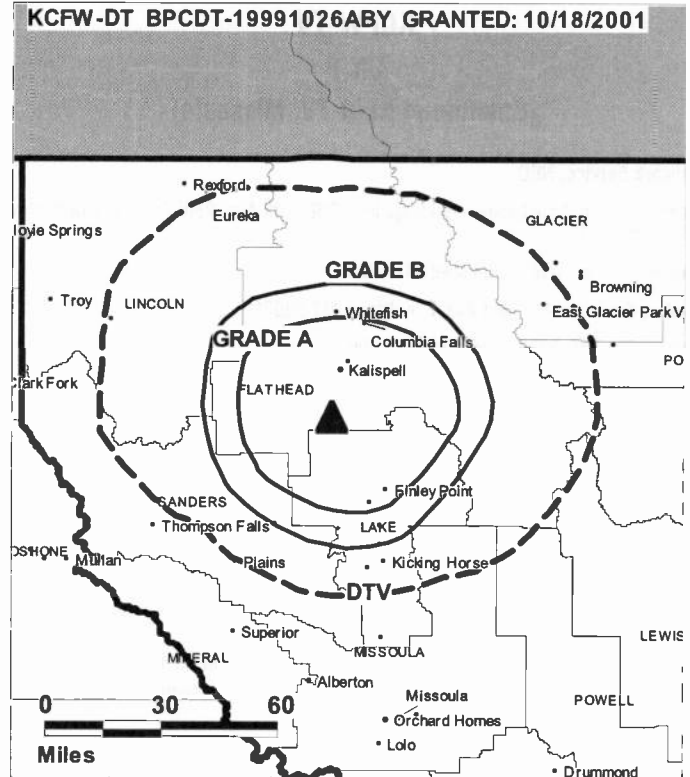 KCFW-DT BPCDT-19991026ABY GRANTED: 10/18/2001
Rexford
Eureka
GLACIER
oyie Springs
GRADE B
Browning
Troy
LINCOLN
East Glacier Park V
Whitefish
GRADE A
Columbia Falls
PO
Kalispell
Clark Fork
FLATHEAD
Finley Point
SANDERS
Thompson Falls
LAKE
OSHONE
Mullan
Plains
Kicking Horse
DTV
Superior
LEWIS
MISSOULA
MINERAL
Alberton
POWELL
Missoula
Orchard Homes
0 30 60
Lolo
Miles
Drummond